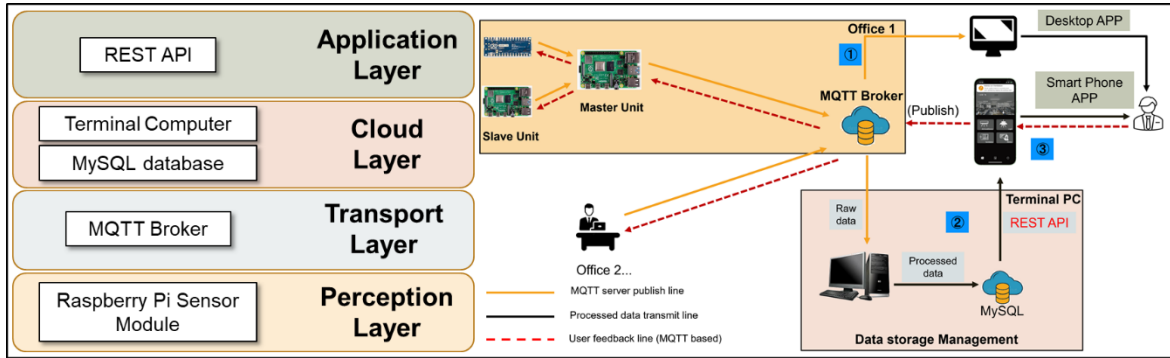 REST API
Application
Layer
Terminal Computer
MySQL database
Cloud
Layer
MQTT Broker
Transport
Layer
Raspberry Pi Sensor
Module
Perception
Layer
Office 1
Master Unit
Slave Unit
MQTT Broker
①
Desktop APP
Smart Phone
APP
(Publish)
③
Office 2...
Terminal PC
②
REST API
Raw
data
Processed
data
MySQL
Data storage Management
MQTT server publish line
Processed data transmit line
User feedback line (MQTT based)